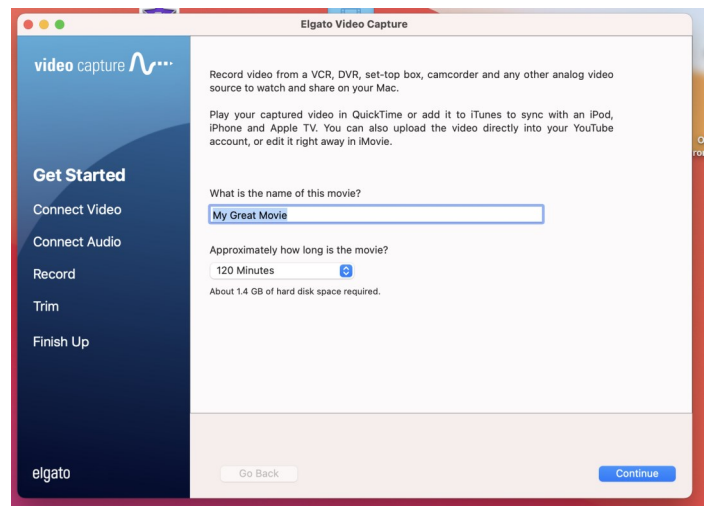 Elgato Video Capture
video capture
Record video from a VCR, DVR, set-top box, camcorder and any other analog video
source to watch and share on your Mac.
Play your captured video in QuickTime or add it to iTunes to sync with an iPod,
iPhone and Apple TV. You can also upload the video directly into your YouTube
account, or edit it right away in iMovie.
Get Started
Connect Video
Connect Audio
Record
Trim
Finish Up
What is the name of this movie?
My Great Movie
Approximately how long is the movie?
120 Minutes
About 1.4 GB of hard disk space required.
elgato
Go Back
Continue